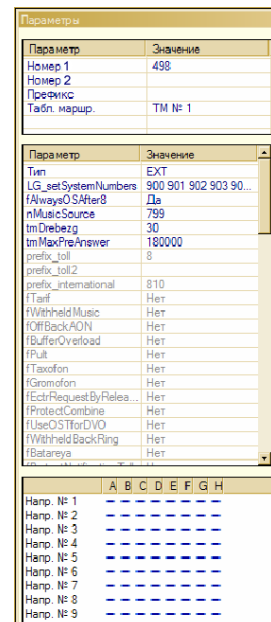 Параметры
Параметр Значение
Номер 1 498
Номер 2
Префикс
Табл. маршр. ТМ № 1
Параметр Значение
Тип EXT
LG_setSystemNumbers 900 901 902 903 90...
fAlwaysOSAfter8 Да
nMusicSource 799
tmDrebezg 30
tmMaxPreAnswer 180000
prefix_toll 8
prefix_toll2
prefix_international 810
fTarif Нет
fWithheldMusic Нет
fOffBackAON Нет
fBufferOverload Нет
fPult Нет
fTaxofon Нет
fGromofon Нет
fEctrRequestByRelea... Нет
fProtectCombine Нет
fUseOSTforDVO Нет
fWithheldBackRing Нет
fBatareya Нет
A B C D E F G H
Напр. № 1 – – – – – – – –
Напр. № 2 – – – – – – – –
Напр. № 3 – – – – – – – –
Напр. № 4 – – – – – – – –
Напр. № 5 – – – – – – – –
Напр. № 6 – – – – – – – –
Напр. № 7 – – – – – – – –
Напр. № 8 – – – – – – – –
Напр. № 9 – – – – – – – –